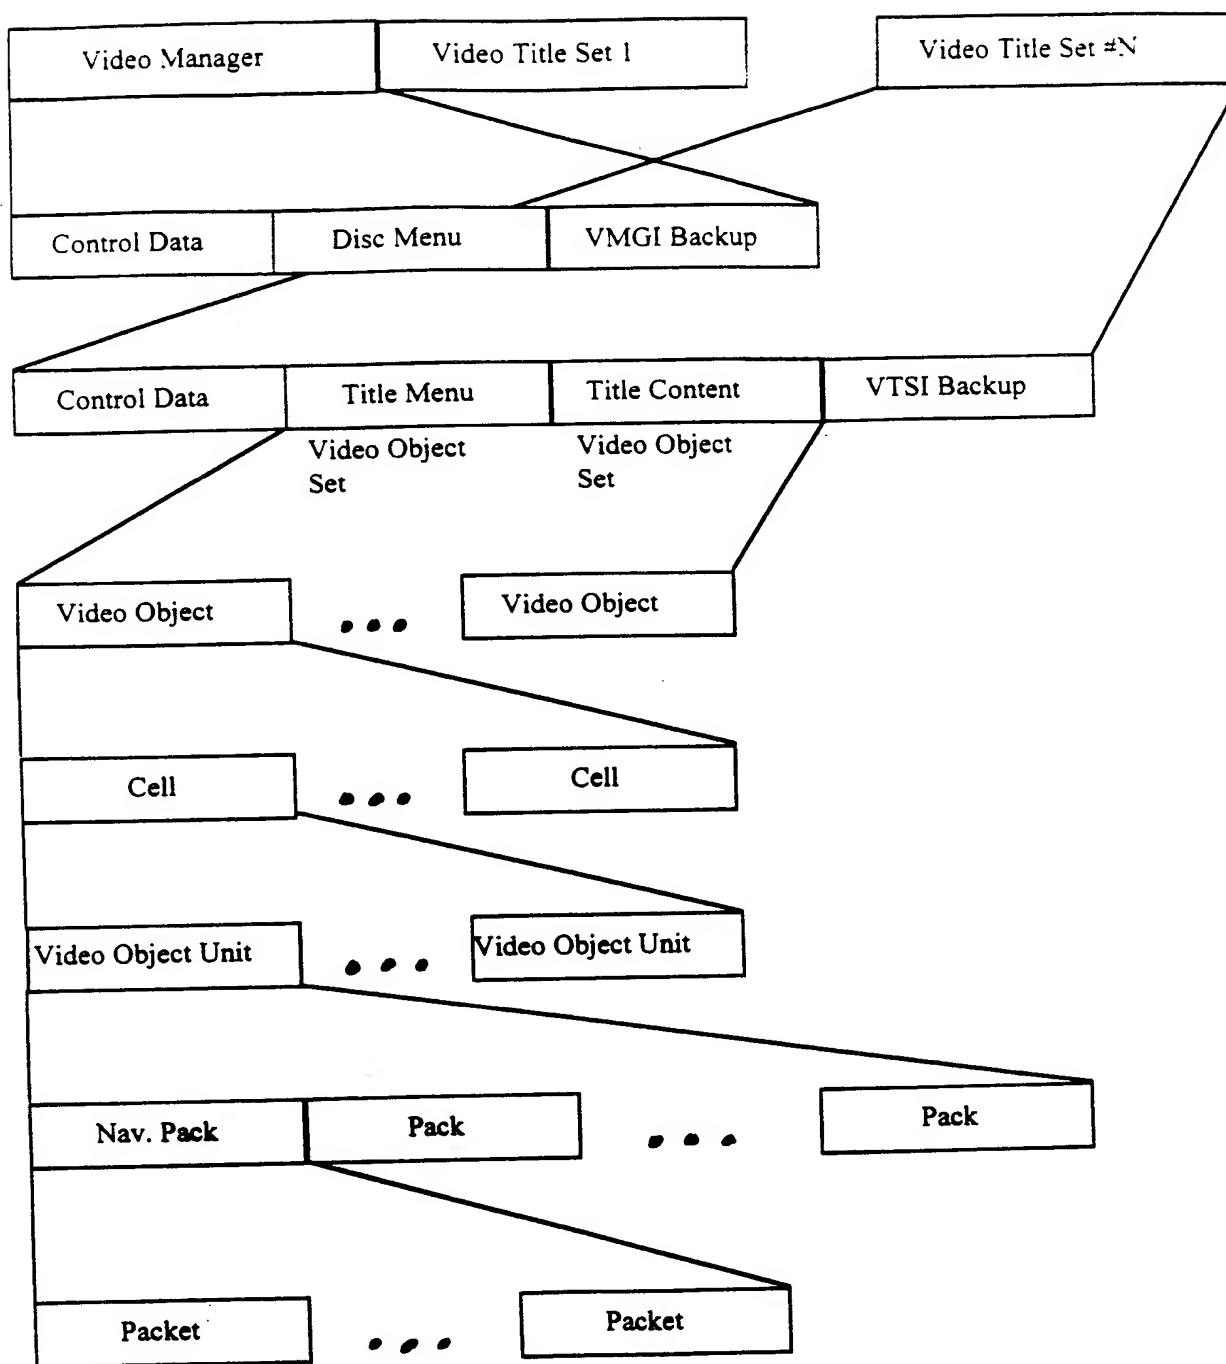 Video Manager
Video Title Set 1
Video Title Set #N
Control Data
Disc Menu
VMGI Backup
Control Data
Title Menu
Title Content
VTSI Backup
Video Object
Set
Video Object
Set
Video Object
Video Object
Cell
Cell
Video Object Unit
Video Object Unit
Nav. Pack
Pack
Pack
Packet
Packet